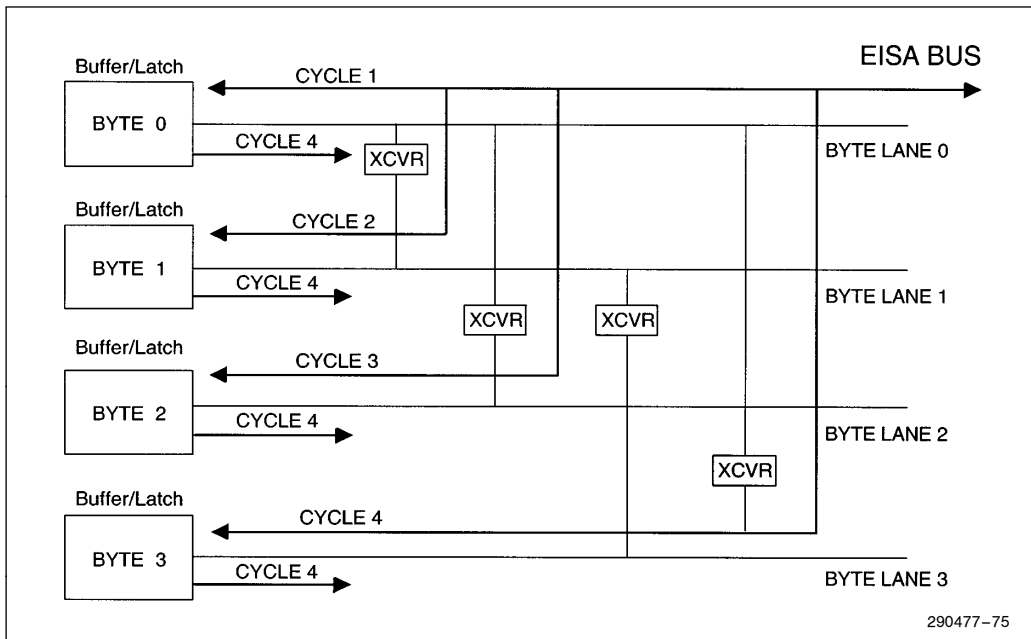 EISA BUS
Buffer/Latch
CYCLE 1
BYTE 0
CYCLE 4
XCVR
BYTE LANE 0
Buffer/Latch
CYCLE 2
BYTE 1
CYCLE 4
BYTE LANE 1
XCVR
XCVR
Buffer/Latch
CYCLE 3
BYTE 2
CYCLE 4
BYTE LANE 2
XCVR
Buffer/Latch
CYCLE 4
BYTE 3
CYCLE 4
BYTE LANE 3
290477–75